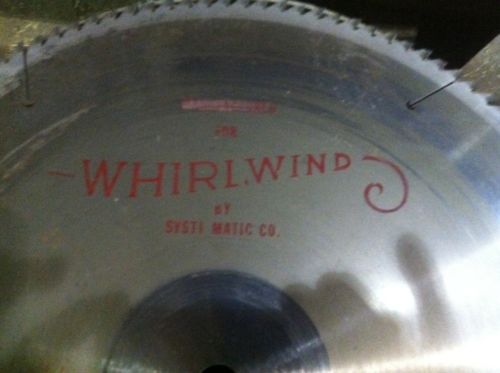 FOR
WHIRLWIND
BY
SYSTI MATIC CO.